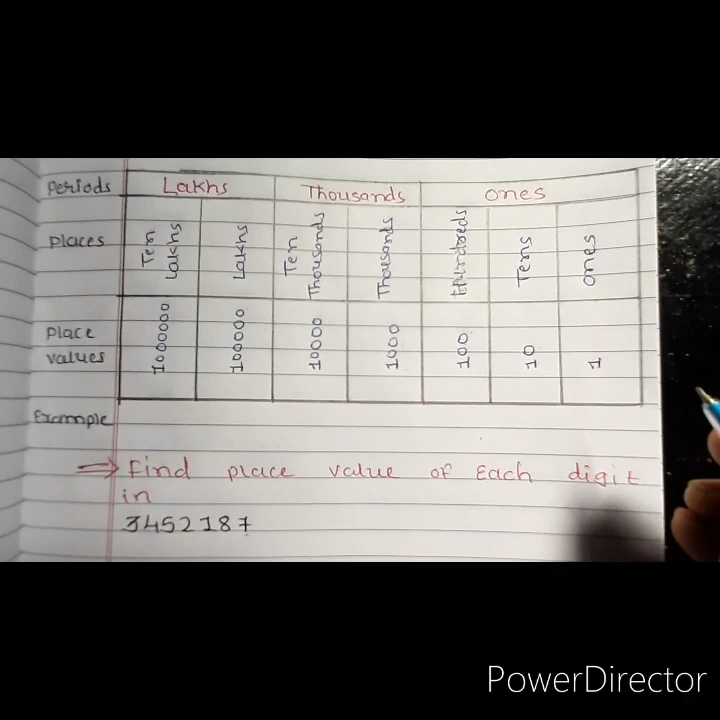 Periods Lakhs Thousands ones
places Ten Lakhs Lakhs Ten Thousands Thousands Tens ones
place values 1000000 100000 10000 1000 100 10 1
Example
⇒ Find place value of Each digit
in
3452187
PowerDirector